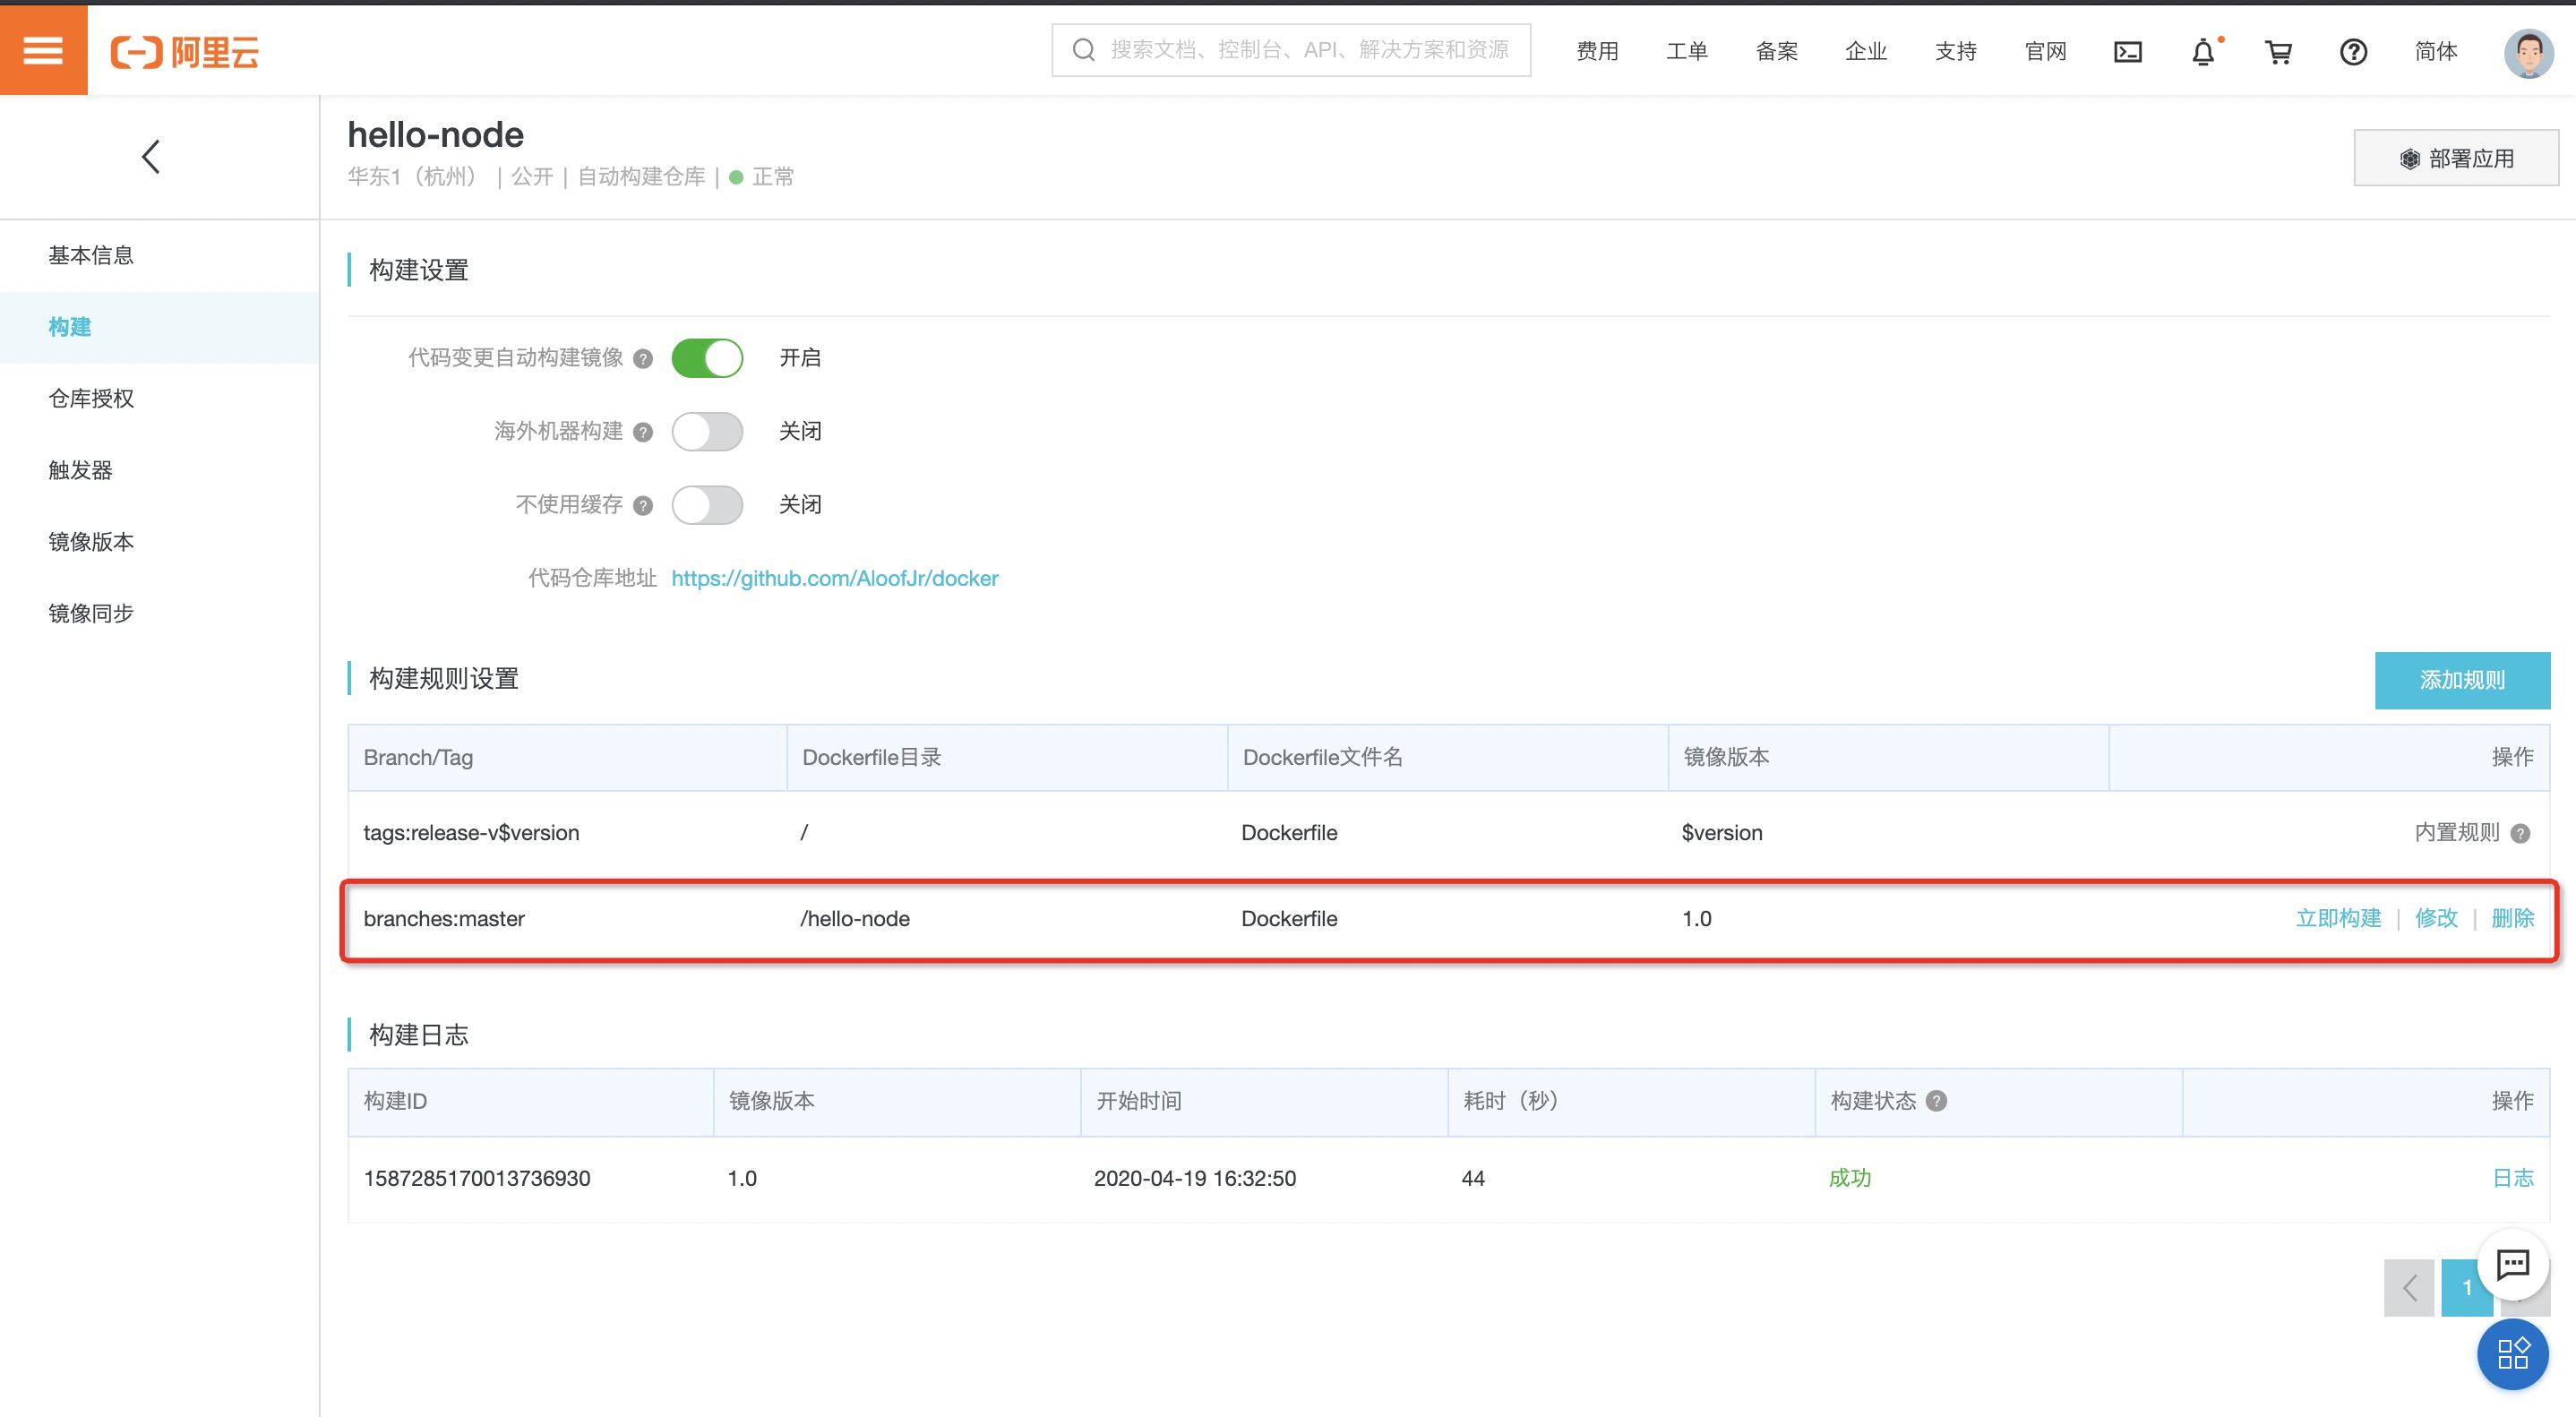 阿里云
搜索文档、控制台、API、解决方案和资源
费用
工单
备案
企业
支持
官网
简体
hello-node
华东1（杭州） | 公开 | 自动构建仓库 | 正常
部署应用
基本信息
构建
仓库授权
触发器
镜像版本
镜像同步
构建设置
代码变更自动构建镜像 ? 开启
海外机器构建 ? 关闭
不使用缓存 ? 关闭
代码仓库地址 https://github.com/AloofJr/docker
构建规则设置
添加规则
Branch/Tag Dockerfile目录 Dockerfile文件名 镜像版本 操作
tags:release-v$version / Dockerfile $version 内置规则 ?
branches:master /hello-node Dockerfile 1.0 立即构建 | 修改 | 删除
构建日志
构建ID 镜像版本 开始时间 耗时（秒） 构建状态 ? 操作
1587285170013736930 1.0 2020-04-19 16:32:50 44 成功 日志
1